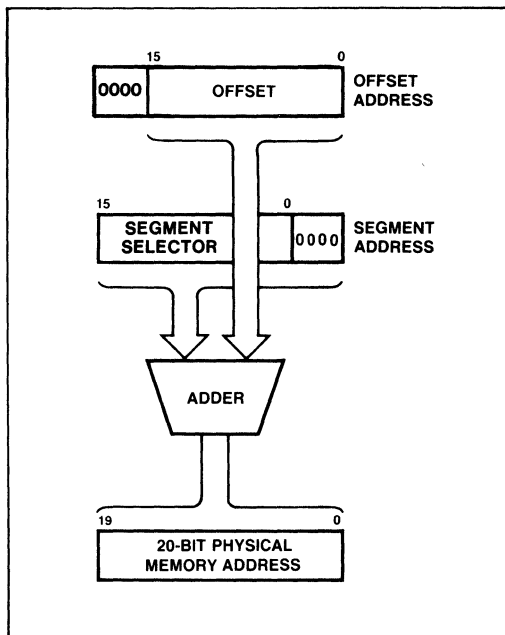 15 0
0000 OFFSET
OFFSET
ADDRESS
15 0
SEGMENT
SELECTOR
0000
SEGMENT
ADDRESS
ADDER
19 0
20-BIT PHYSICAL
MEMORY ADDRESS